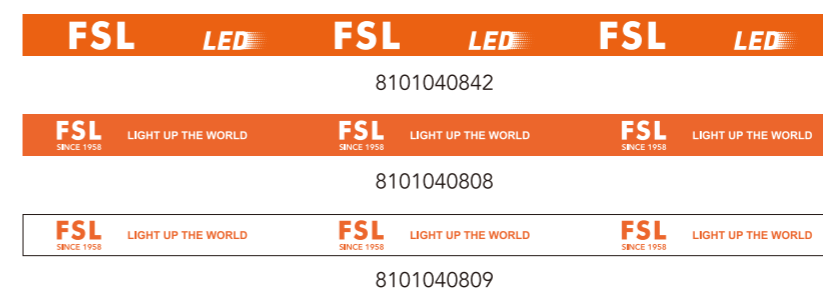 FSL LED FSL LED FSL LED
8101040842
FSL LIGHT UP THE WORLD FSL LIGHT UP THE WORLD FSL LIGHT UP THE WORLD
SINCE 1958 SINCE 1958 SINCE 1958
8101040808
FSL LIGHT UP THE WORLD FSL LIGHT UP THE WORLD FSL LIGHT UP THE WORLD
SINCE 1958 SINCE 1958 SINCE 1958
8101040809